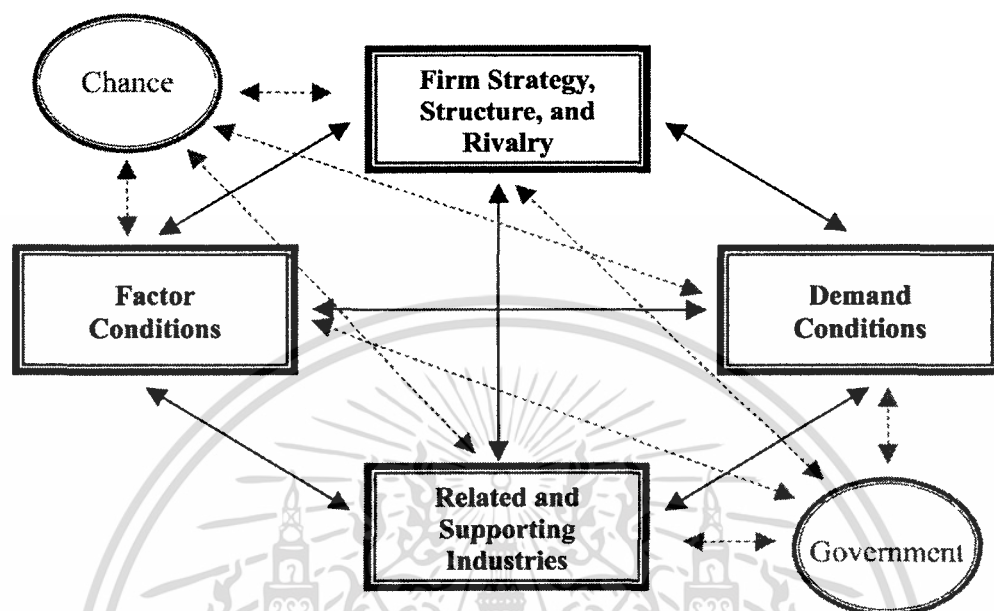 Chance
Firm Strategy,
Structure, and
Rivalry
Factor
Conditions
Demand
Conditions
Related and
Supporting
Industries
Government